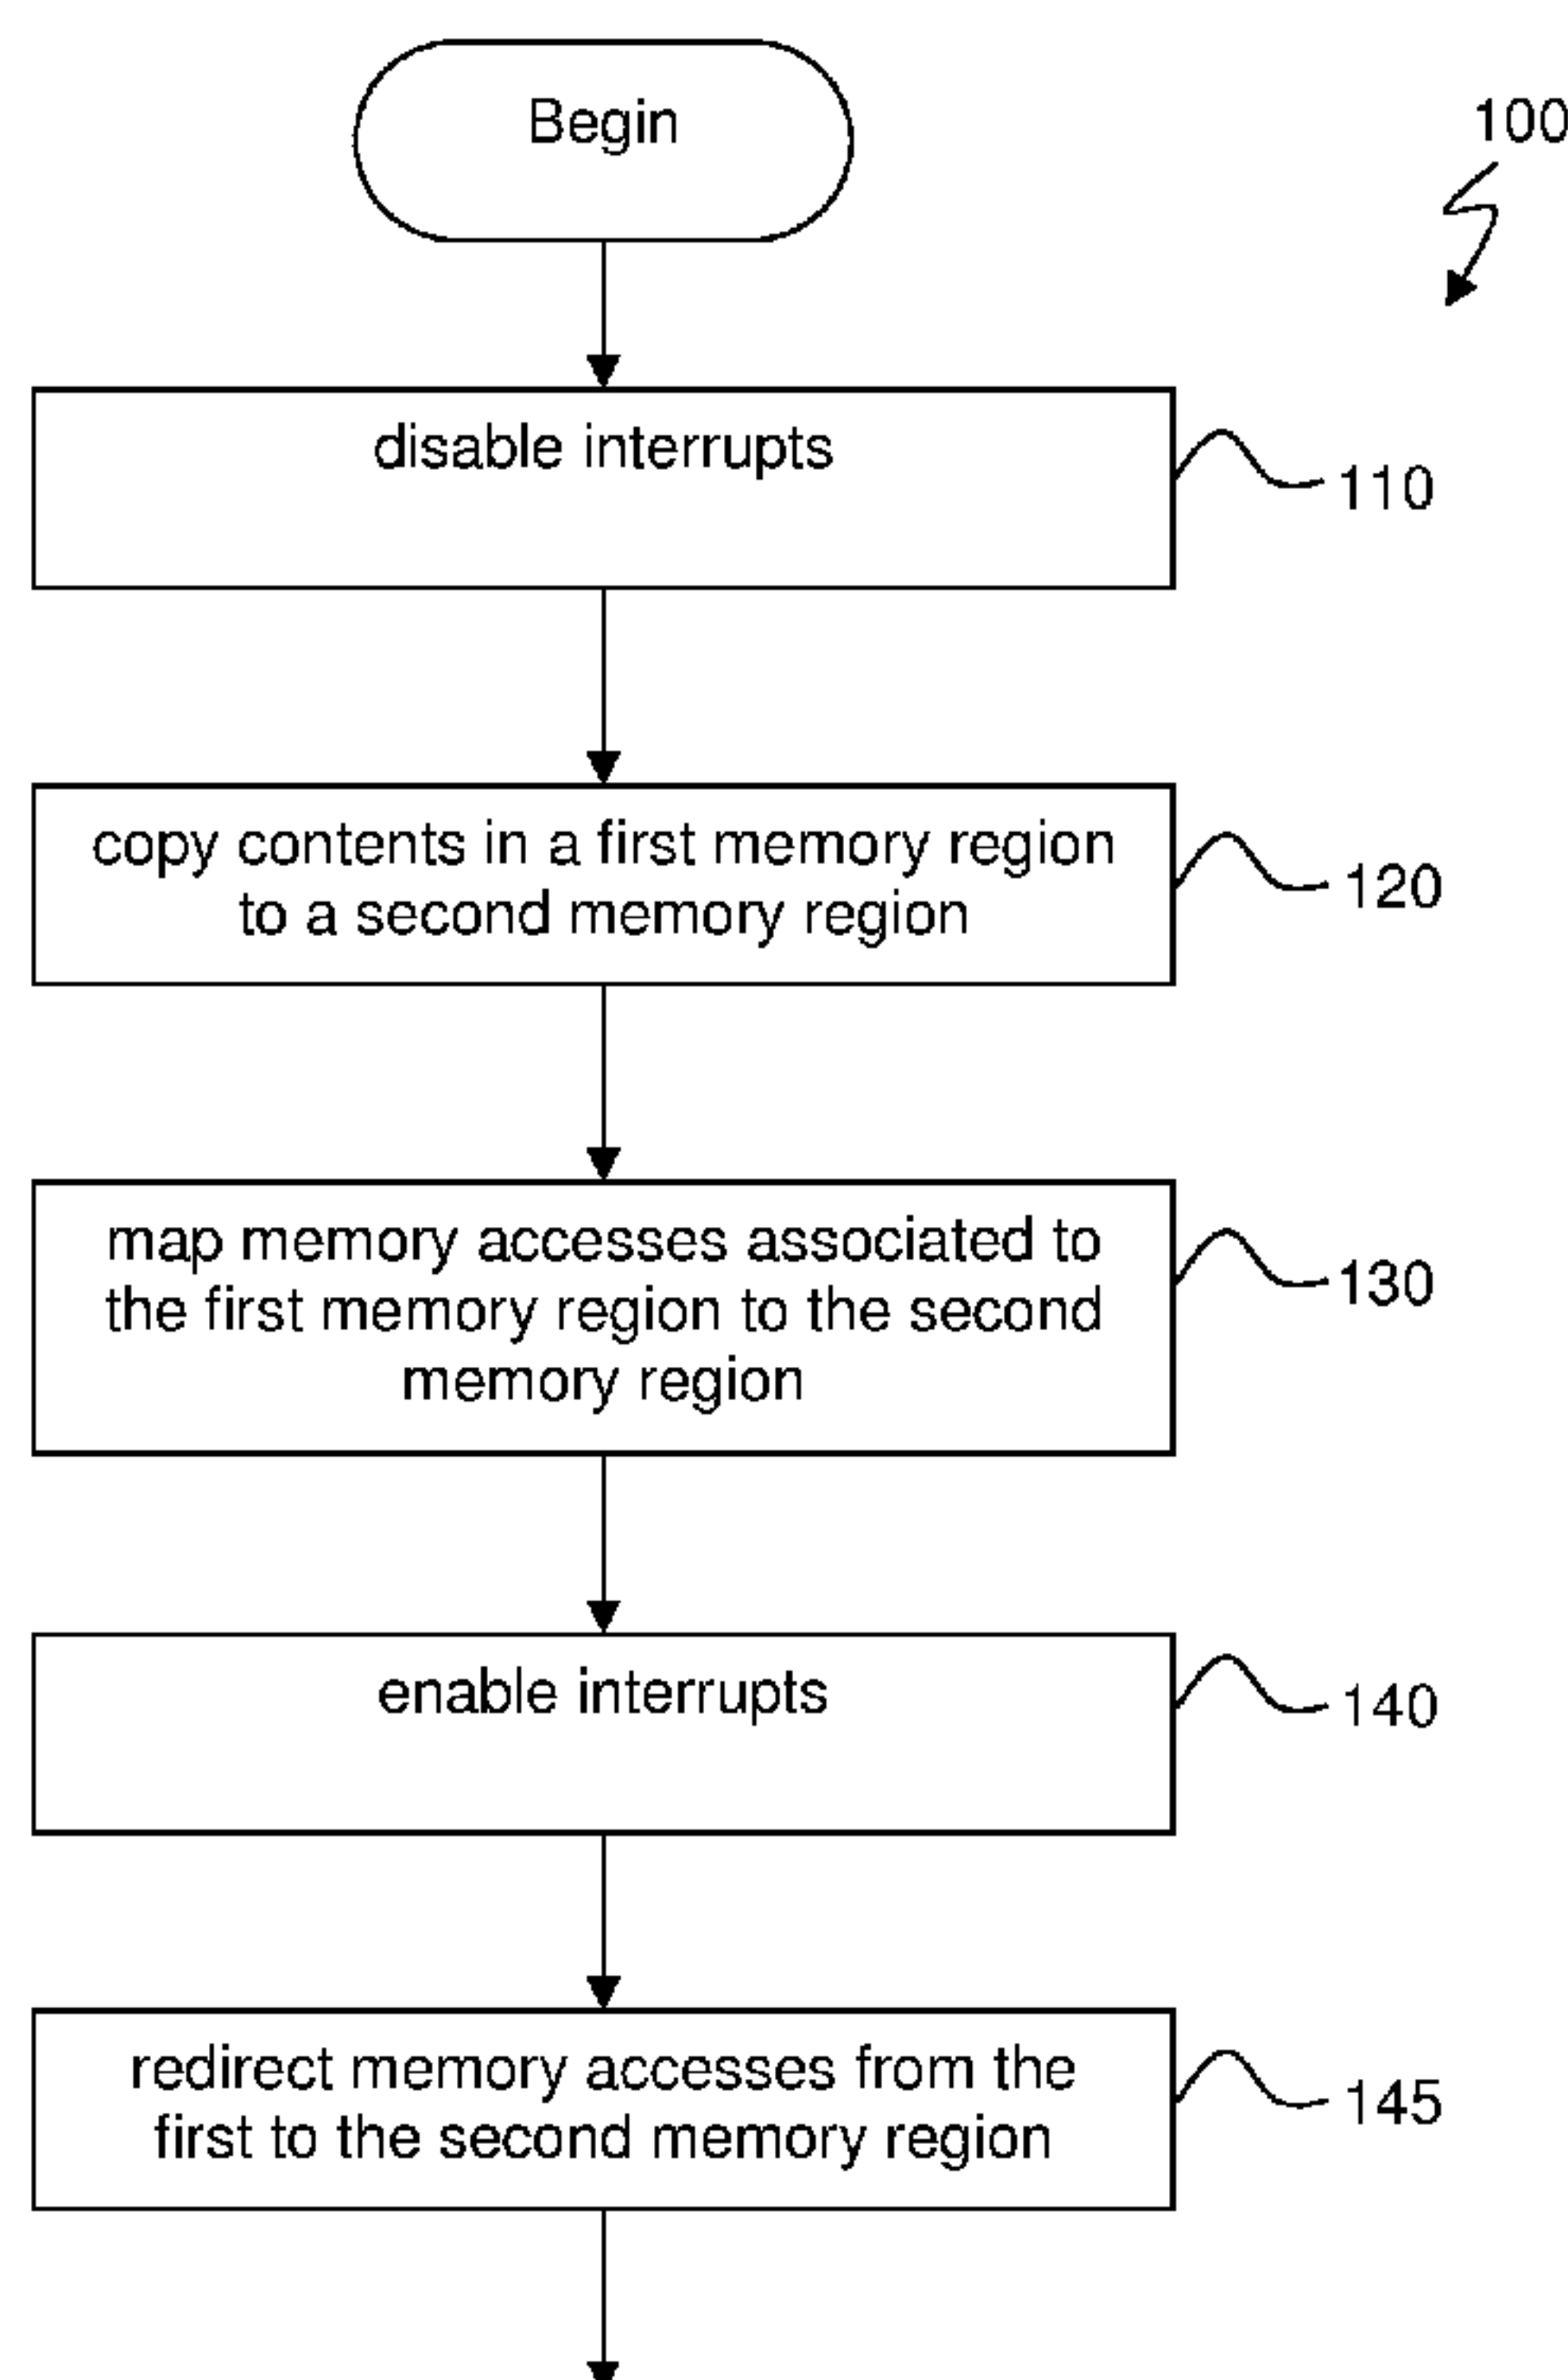 Begin
100
disable interrupts
110
copy contents in a first memory region
to a second memory region
120
map memory accesses associated to
the first memory region to the second
memory region
130
enable interrupts
140
redirect memory accesses from the
first to the second memory region
145